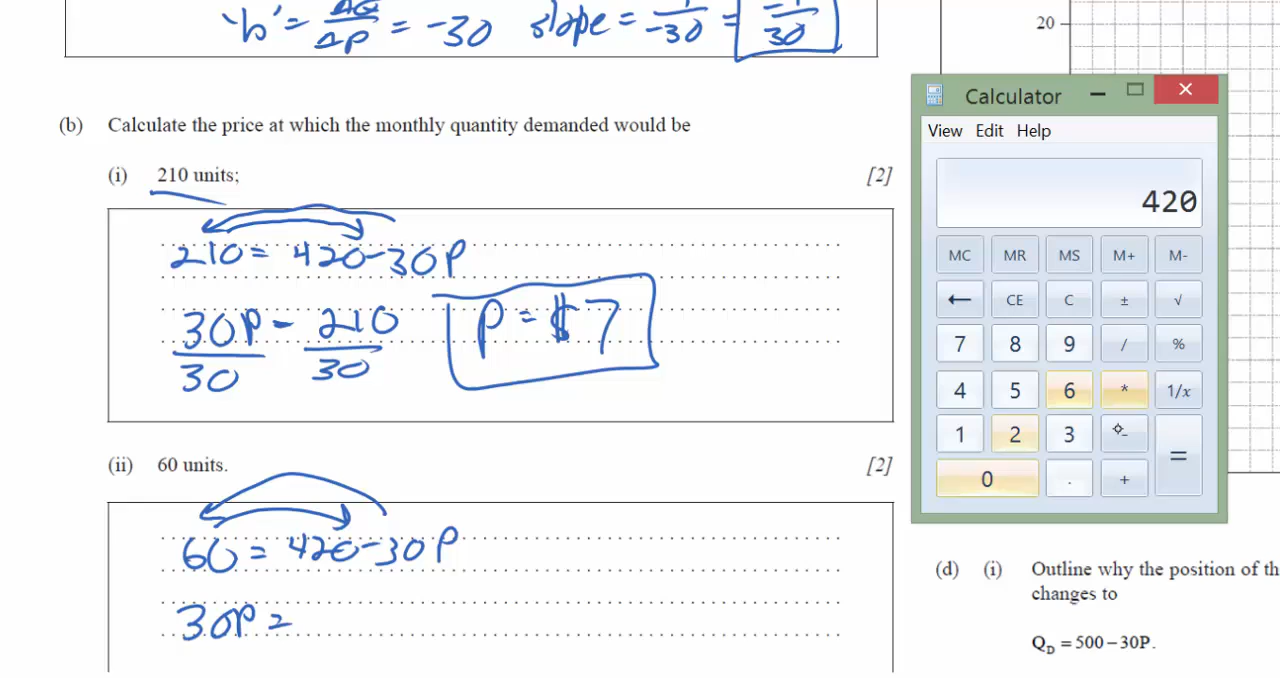 'b' = ΔQ/ΔP = -30 slope = 1/-30 = -1/30
20
(b) Calculate the price at which the monthly quantity demanded would be
(i) 210 units; [2]
210 = 420-30P
30P - 210
30 30
P = $7
(ii) 60 units. [2]
60 = 420-30P
30P =
Calculator
View Edit Help
420
MC MR MS M+ M-
← CE C ± √
7 8 9 / %
4 5 6 * 1/x
1 2 3 - =
0 . +
(d) (i) Outline why the position of th
changes to
Q_D = 500 − 30P.